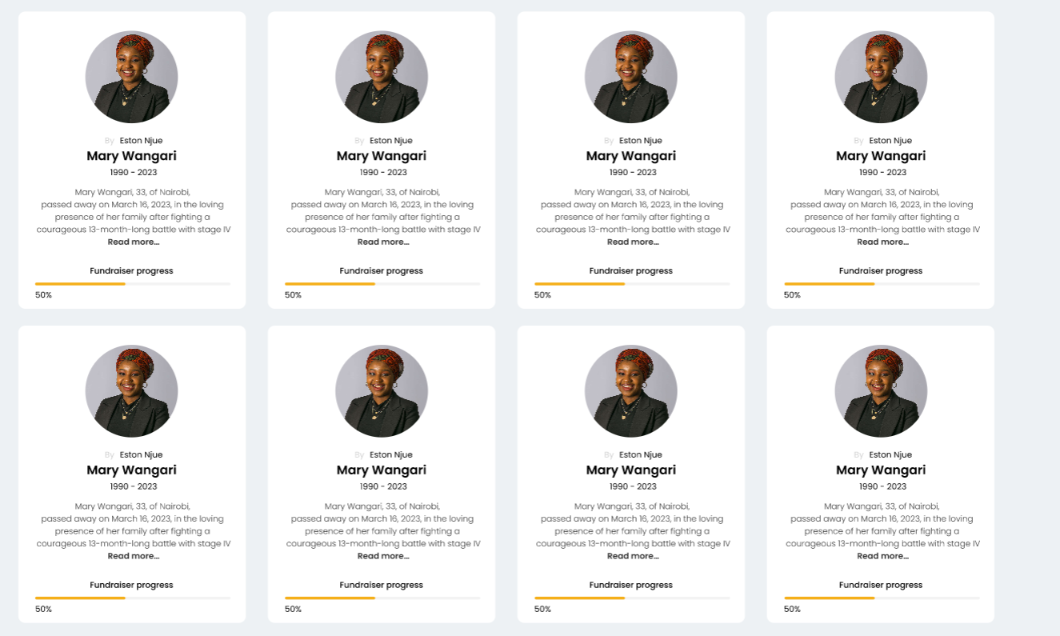 By Eston Njue
Mary Wangari
1990 - 2023
Mary Wangari, 33, of Nairobi,
passed away on March 16, 2023, in the loving
presence of her family after fighting a
courageous 13-month-long battle with stage IV
Read more...
Fundraiser progress
50%
By Eston Njue
Mary Wangari
1990 - 2023
Mary Wangari, 33, of Nairobi,
passed away on March 16, 2023, in the loving
presence of her family after fighting a
courageous 13-month-long battle with stage IV
Read more...
Fundraiser progress
50%
By Eston Njue
Mary Wangari
1990 - 2023
Mary Wangari, 33, of Nairobi,
passed away on March 16, 2023, in the loving
presence of her family after fighting a
courageous 13-month-long battle with stage IV
Read more...
Fundraiser progress
50%
By Eston Njue
Mary Wangari
1990 - 2023
Mary Wangari, 33, of Nairobi,
passed away on March 16, 2023, in the loving
presence of her family after fighting a
courageous 13-month-long battle with stage IV
Read more...
Fundraiser progress
50%
By Eston Njue
Mary Wangari
1990 - 2023
Mary Wangari, 33, of Nairobi,
passed away on March 16, 2023, in the loving
presence of her family after fighting a
courageous 13-month-long battle with stage IV
Read more...
Fundraiser progress
50%
By Eston Njue
Mary Wangari
1990 - 2023
Mary Wangari, 33, of Nairobi,
passed away on March 16, 2023, in the loving
presence of her family after fighting a
courageous 13-month-long battle with stage IV
Read more...
Fundraiser progress
50%
By Eston Njue
Mary Wangari
1990 - 2023
Mary Wangari, 33, of Nairobi,
passed away on March 16, 2023, in the loving
presence of her family after fighting a
courageous 13-month-long battle with stage IV
Read more...
Fundraiser progress
50%
By Eston Njue
Mary Wangari
1990 - 2023
Mary Wangari, 33, of Nairobi,
passed away on March 16, 2023, in the loving
presence of her family after fighting a
courageous 13-month-long battle with stage IV
Read more...
Fundraiser progress
50%